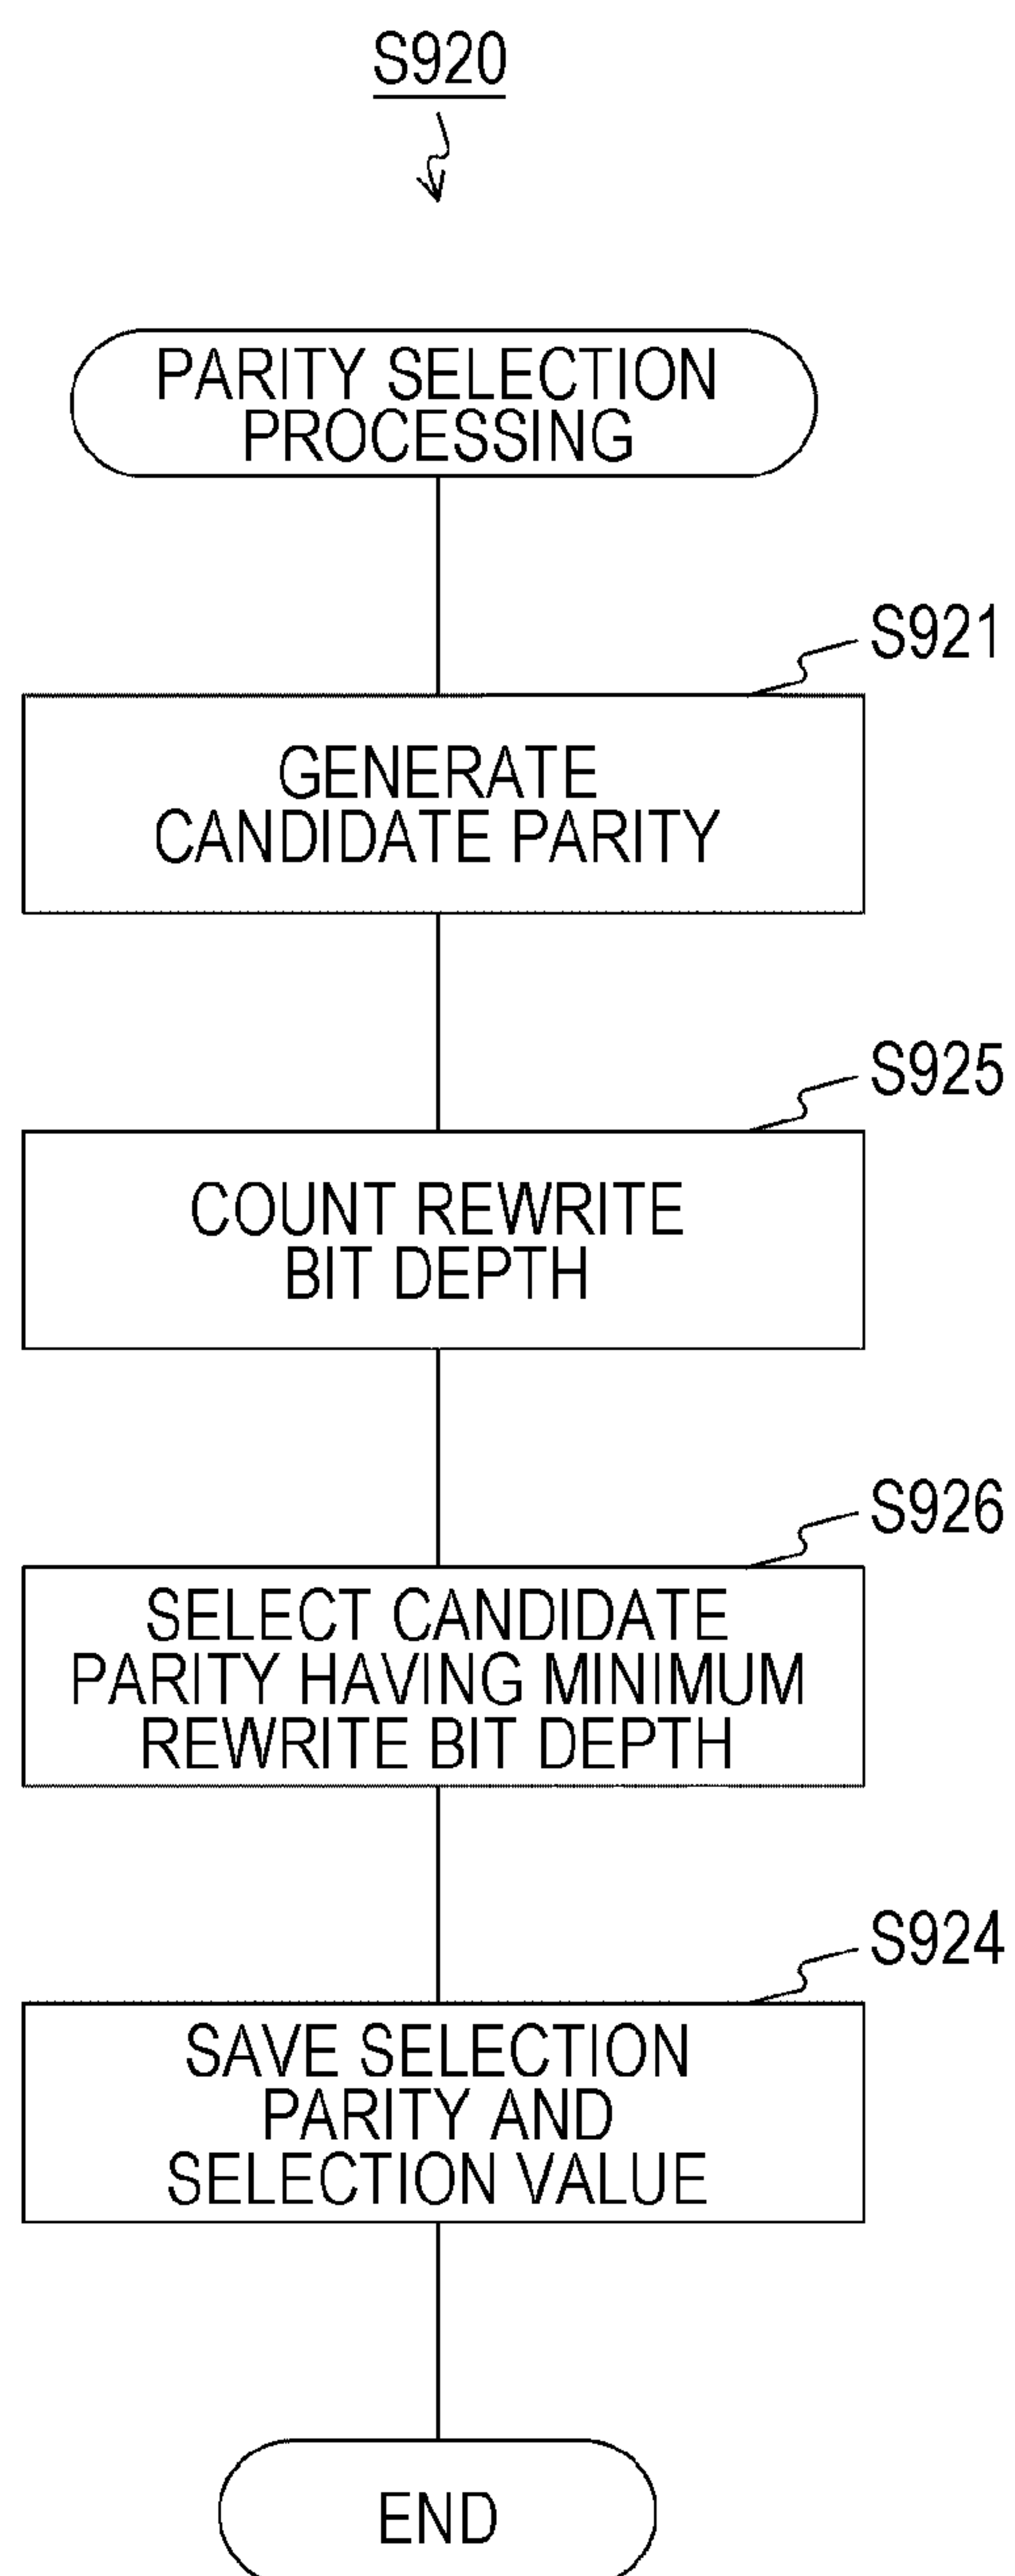 S920
PARITY SELECTION
PROCESSING
S921
GENERATE
CANDIDATE PARITY
S925
COUNT REWRITE
BIT DEPTH
S926
SELECT CANDIDATE
PARITY HAVING MINIMUM
REWRITE BIT DEPTH
S924
SAVE SELECTION
PARITY AND
SELECTION VALUE
END